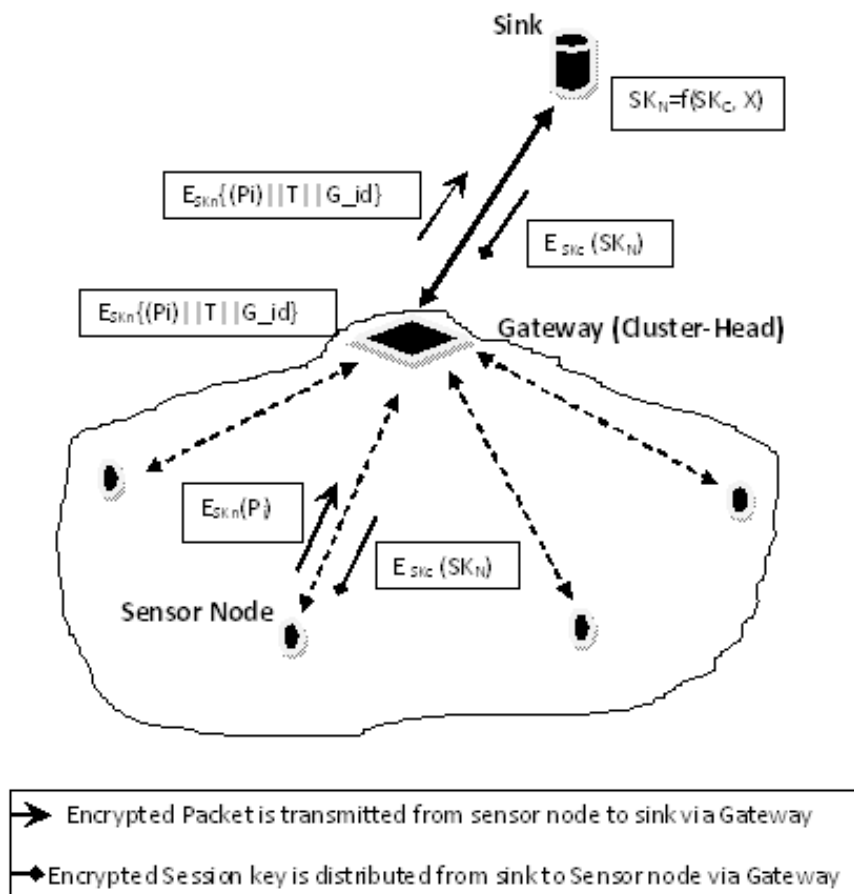 Sink
SK_N=f(SK_C, X)
E_SKn{(Pi)||T||G_id}
E_SKc (SK_N)
E_SKn{(Pi)||T||G_id}
Gateway (Cluster-Head)
E_SKn(P_i)
E_SKc (SK_N)
Sensor Node
Encrypted Packet is transmitted from sensor node to sink via Gateway
Encrypted Session key is distributed from sink to Sensor node via Gateway